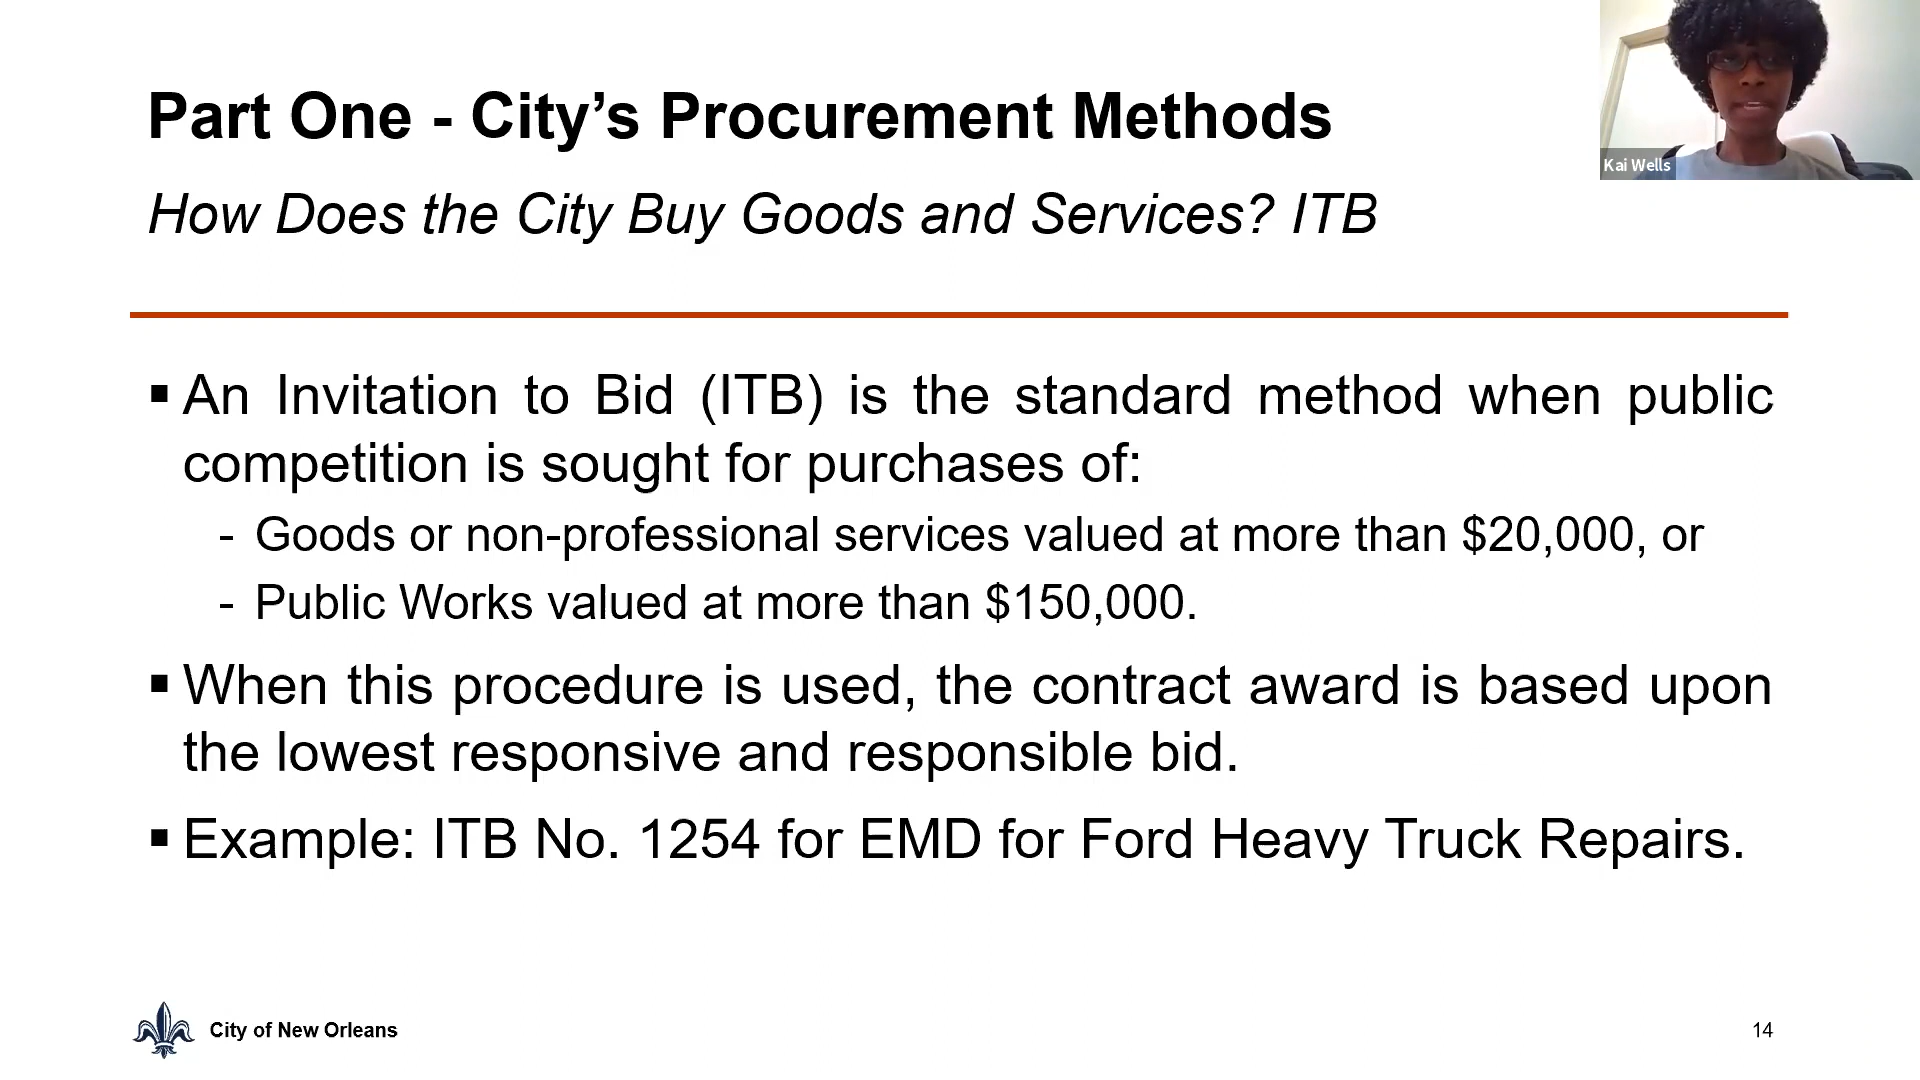 Part One - City’s Procurement Methods
How Does the City Buy Goods and Services? ITB
Kai Wells
▪ An Invitation to Bid (ITB) is the standard method when public
competition is sought for purchases of:
- Goods or non-professional services valued at more than $20,000, or
- Public Works valued at more than $150,000.
▪ When this procedure is used, the contract award is based upon
the lowest responsive and responsible bid.
▪ Example: ITB No. 1254 for EMD for Ford Heavy Truck Repairs.
City of New Orleans
14